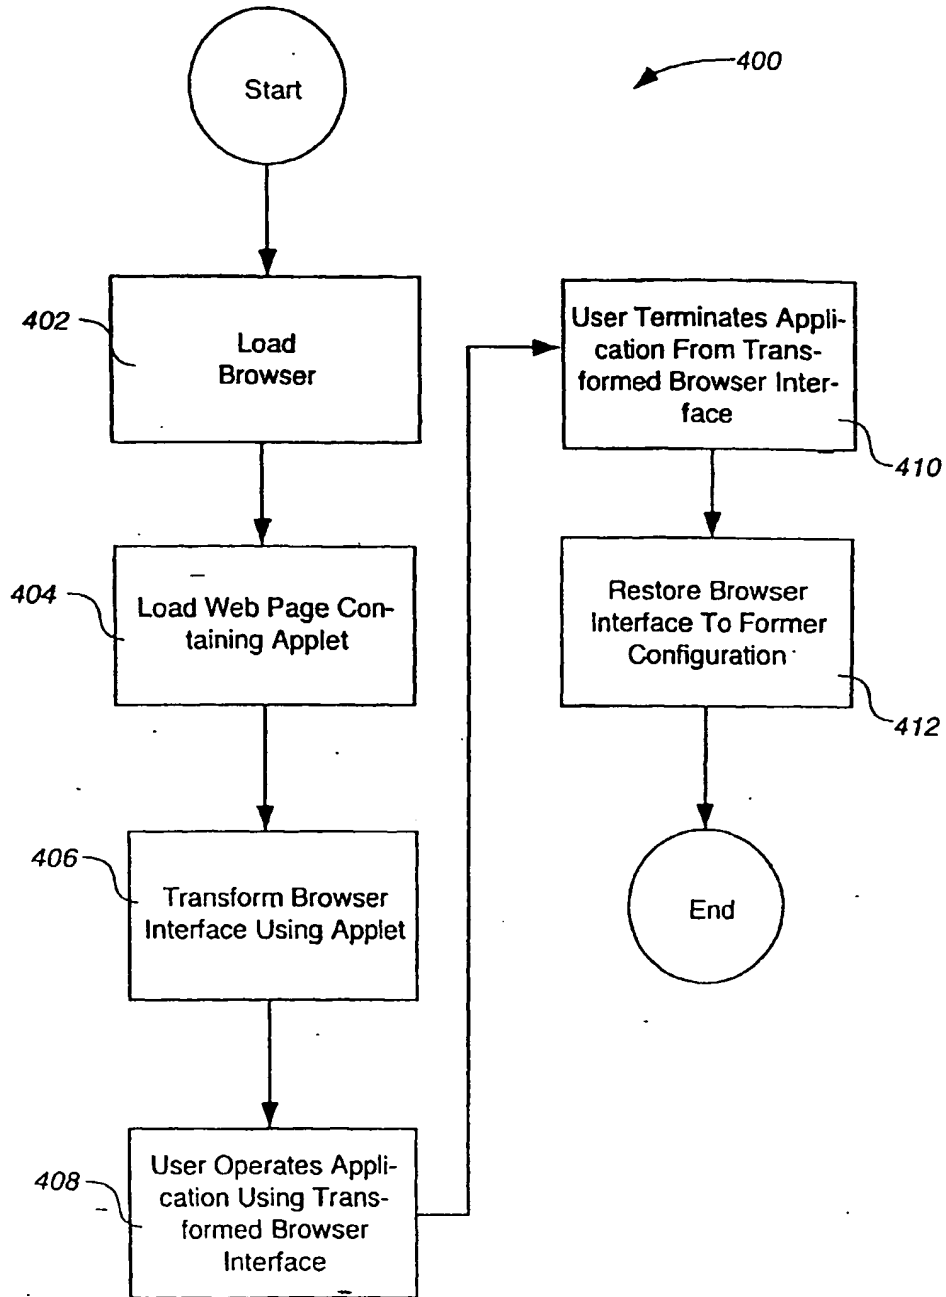 Start
400
402
Load
Browser
404
Load Web Page Con-
taining Applet
406
Transform Browser
Interface Using Applet
408
User Operates Appli-
cation Using Trans-
formed Browser
Interface
User Terminates Appli-
cation From Trans-
formed Browser Inter-
face
410
Restore Browser
Interface To Former
Configuration
412
End